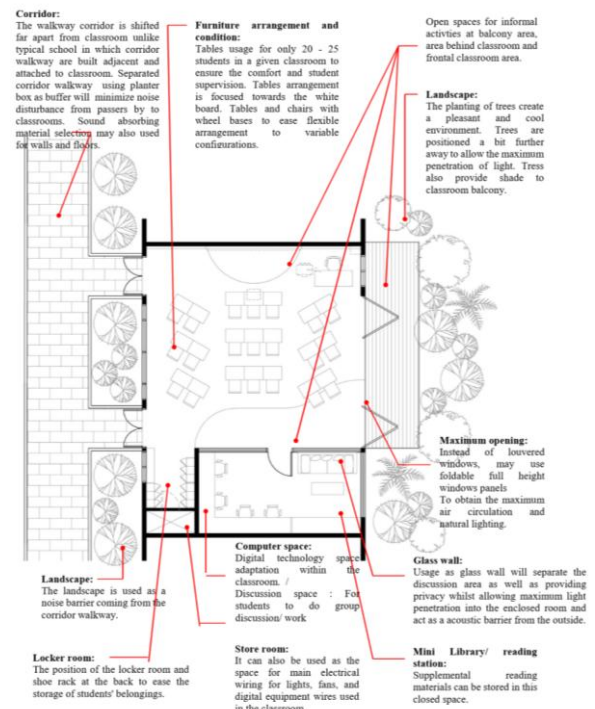 Corridor:
The walkway corridor is shifted
far apart from classroom unlike
typical school in which corridor
walkway are built adjacent and
attached to classroom. Separated
corridor walkway using planter
box as buffer will minimize noise
disturbance from passers by to
classrooms. Sound absorbing
material selection may also used
for walls and floors.
Furniture arrangement and
condition:
Tables usage for only 20 - 25
students in a given classroom to
ensure the comfort and student
supervision. Tables arrangement
is focused towards the white
board. Tables and chairs with
wheel bases to ease flexible
arrangement to variable
configurations.
Open spaces for informal
activties at balcony area,
area behind classroom and
frontal classroom area.
Landscape:
The planting of trees create
a pleasant and cool
environment. Trees are
positioned a bit further
away to allow the maximum
penetration of light. Tress
also provide shade to
classroom balcony.
Maximum opening:
Instead of louvered
windows, may use
foldable full height
windows panels
To obtain the maximum
air circulation and
natural lighting.
Landscape:
The landscape is used as a
noise barrier coming from the
corridor walkway.
Computer space:
Digital technology space
adaptation within the
classroom. /
Discussion space : For
students to do group
discussion/ work
Glass wall:
Usage as glass wall will separate the
discussion area as well as providing
privacy whilst allowing maximum light
penetration into the enclosed room and
act as a acoustic barrier from the outside.
Locker room:
The position of the locker room and
shoe rack at the back to ease the
storage of students' belongings.
Store room:
It can also be used as the
space for main electrical
wiring for lights, fans, and
digital equipment wires used
in the classroom
Mini Library/ reading
station:
Supplemental reading
materials can be stored in this
closed space.